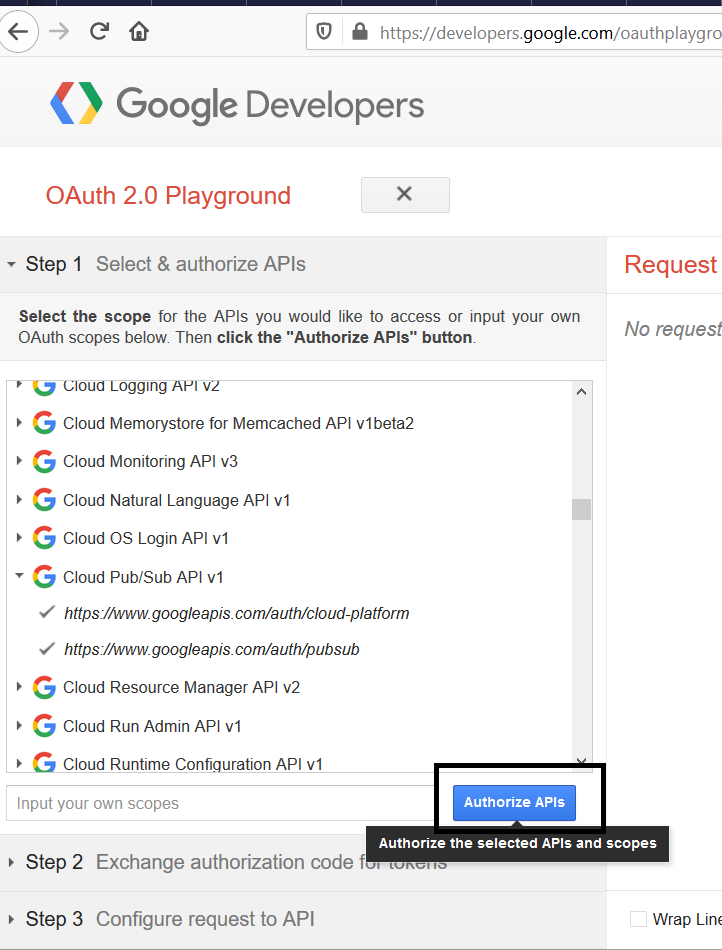 https://developers.google.com/oauthplaygro
Google Developers
OAuth 2.0 Playground
Step 1 Select & authorize APIs
Select the scope for the APIs you would like to access or input your own
OAuth scopes below. Then click the "Authorize APIs" button.
Cloud Logging API v2
Cloud Memorystore for Memcached API v1beta2
Cloud Monitoring API v3
Cloud Natural Language API v1
Cloud OS Login API v1
Cloud Pub/Sub API v1
https://www.googleapis.com/auth/cloud-platform
https://www.googleapis.com/auth/pubsub
Cloud Resource Manager API v2
Cloud Run Admin API v1
Cloud Runtime Configuration API v1
Input your own scopes
Authorize APIs
Authorize the selected APIs and scopes
Step 2 Exchange authorization code for tokens
Step 3 Configure request to API
Request
No request
Wrap Line